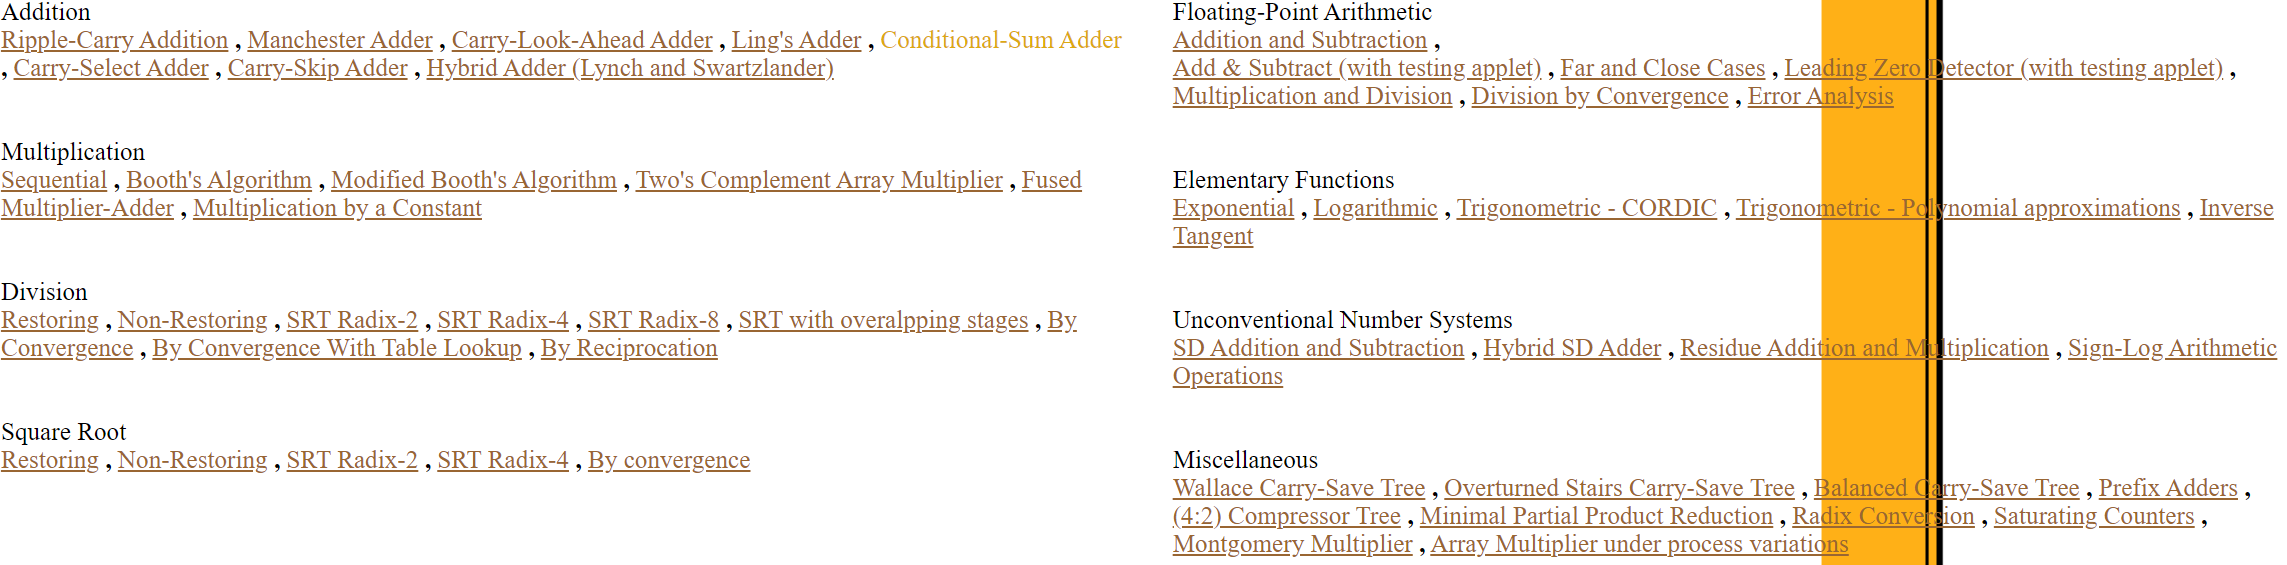 Addition
Ripple-Carry Addition , Manchester Adder , Carry-Look-Ahead Adder , Ling's Adder , Conditional-Sum Adder
, Carry-Select Adder , Carry-Skip Adder , Hybrid Adder (Lynch and Swartzlander)
Multiplication
Sequential , Booth's Algorithm , Modified Booth's Algorithm , Two's Complement Array Multiplier , Fused
Multiplier-Adder , Multiplication by a Constant
Division
Restoring , Non-Restoring , SRT Radix-2 , SRT Radix-4 , SRT Radix-8 , SRT with overalpping stages , By
Convergence , By Convergence With Table Lookup , By Reciprocation
Square Root
Restoring , Non-Restoring , SRT Radix-2 , SRT Radix-4 , By convergence
Floating-Point Arithmetic
Addition and Subtraction ,
Add & Subtract (with testing applet) , Far and Close Cases , Leading Zero Detector (with testing applet) ,
Multiplication and Division , Division by Convergence , Error Analysis
Elementary Functions
Exponential , Logarithmic , Trigonometric - CORDIC , Trigonometric - Polynomial approximations , Inverse
Tangent
Unconventional Number Systems
SD Addition and Subtraction , Hybrid SD Adder , Residue Addition and Multiplication , Sign-Log Arithmetic
Operations
Miscellaneous
Wallace Carry-Save Tree , Overturned Stairs Carry-Save Tree , Balanced Carry-Save Tree , Prefix Adders ,
(4:2) Compressor Tree , Minimal Partial Product Reduction , Radix Conversion , Saturating Counters ,
Montgomery Multiplier , Array Multiplier under process variations